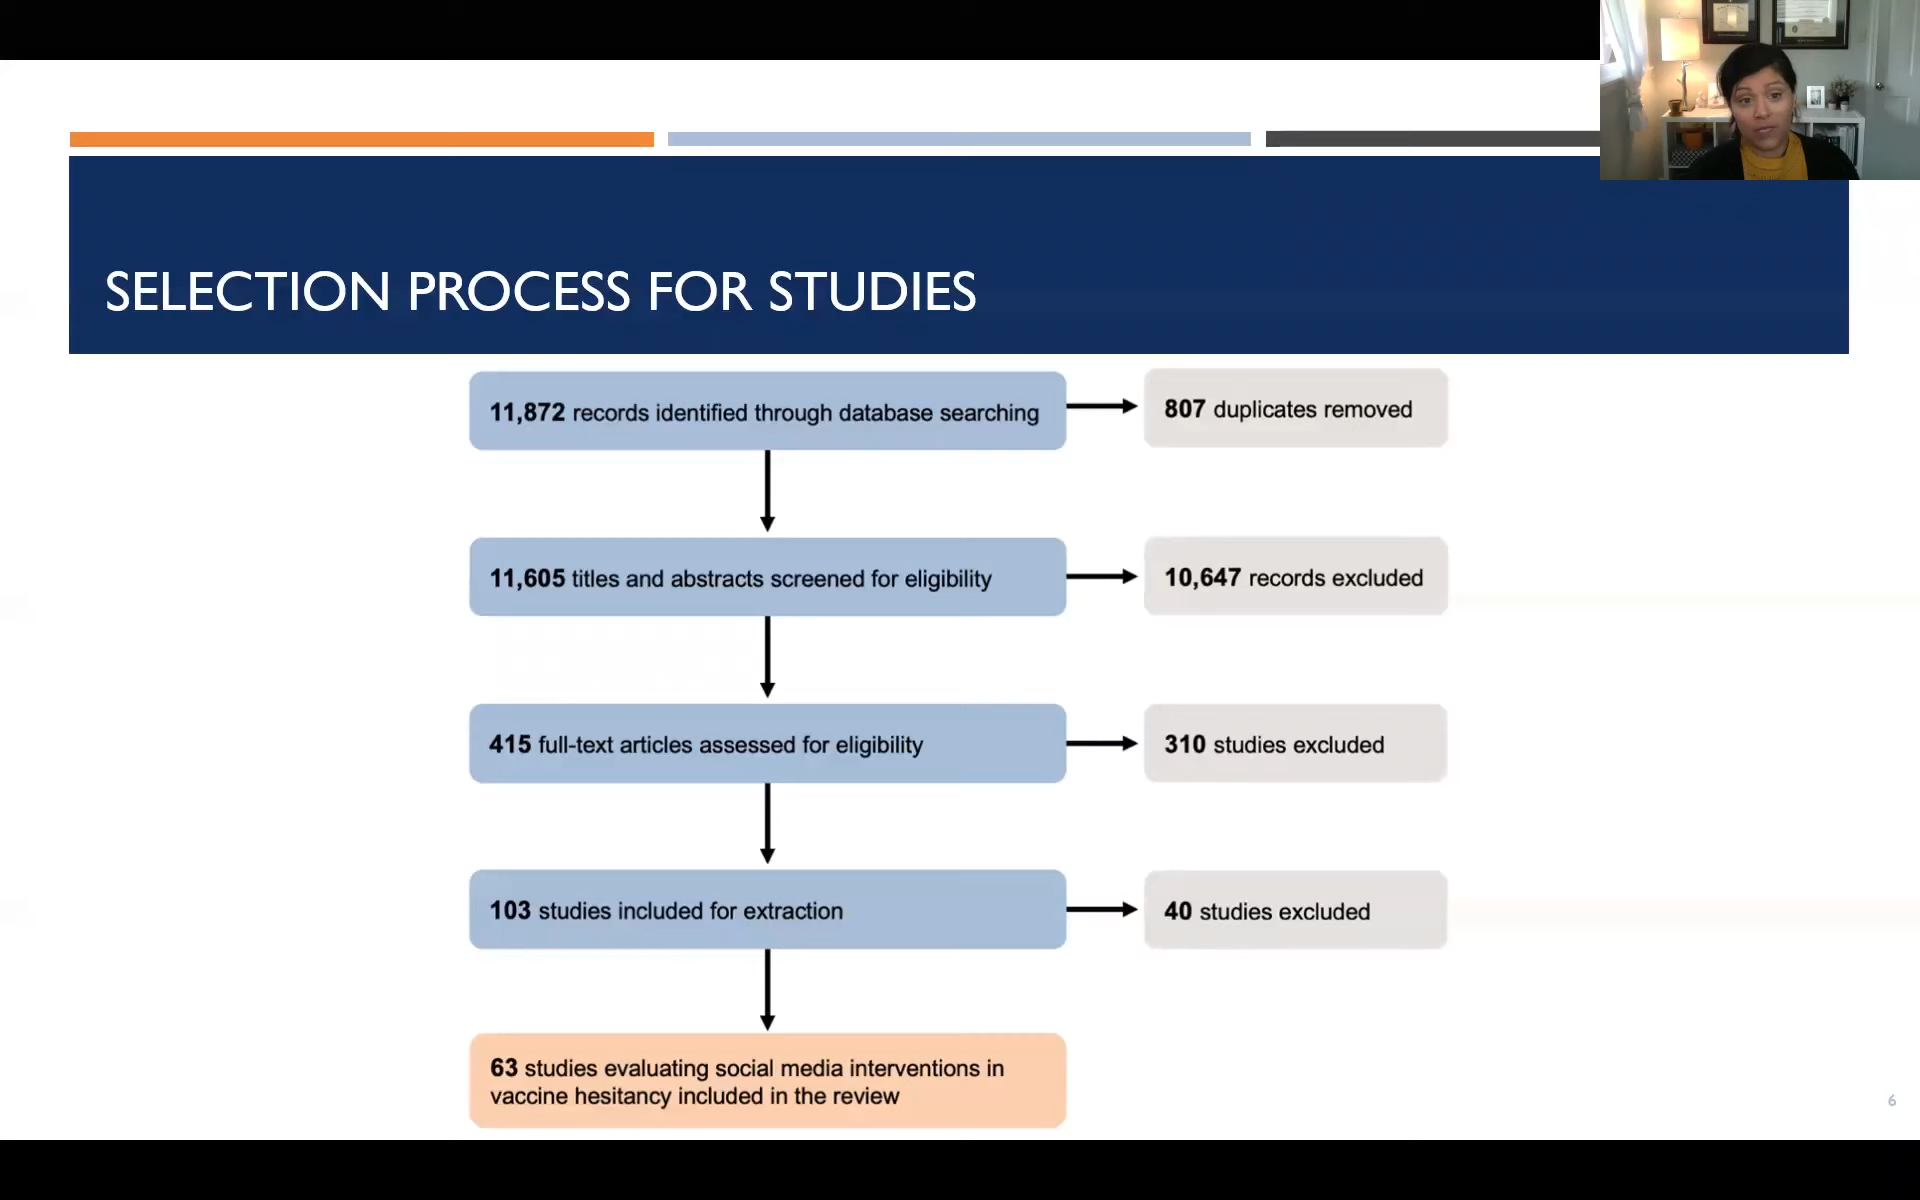 SELECTION PROCESS FOR STUDIES
11,872 records identified through database searching
807 duplicates removed
11,605 titles and abstracts screened for eligibility
10,647 records excluded
415 full-text articles assessed for eligibility
310 studies excluded
103 studies included for extraction
40 studies excluded
63 studies evaluating social media interventions in
vaccine hesitancy included in the review
6